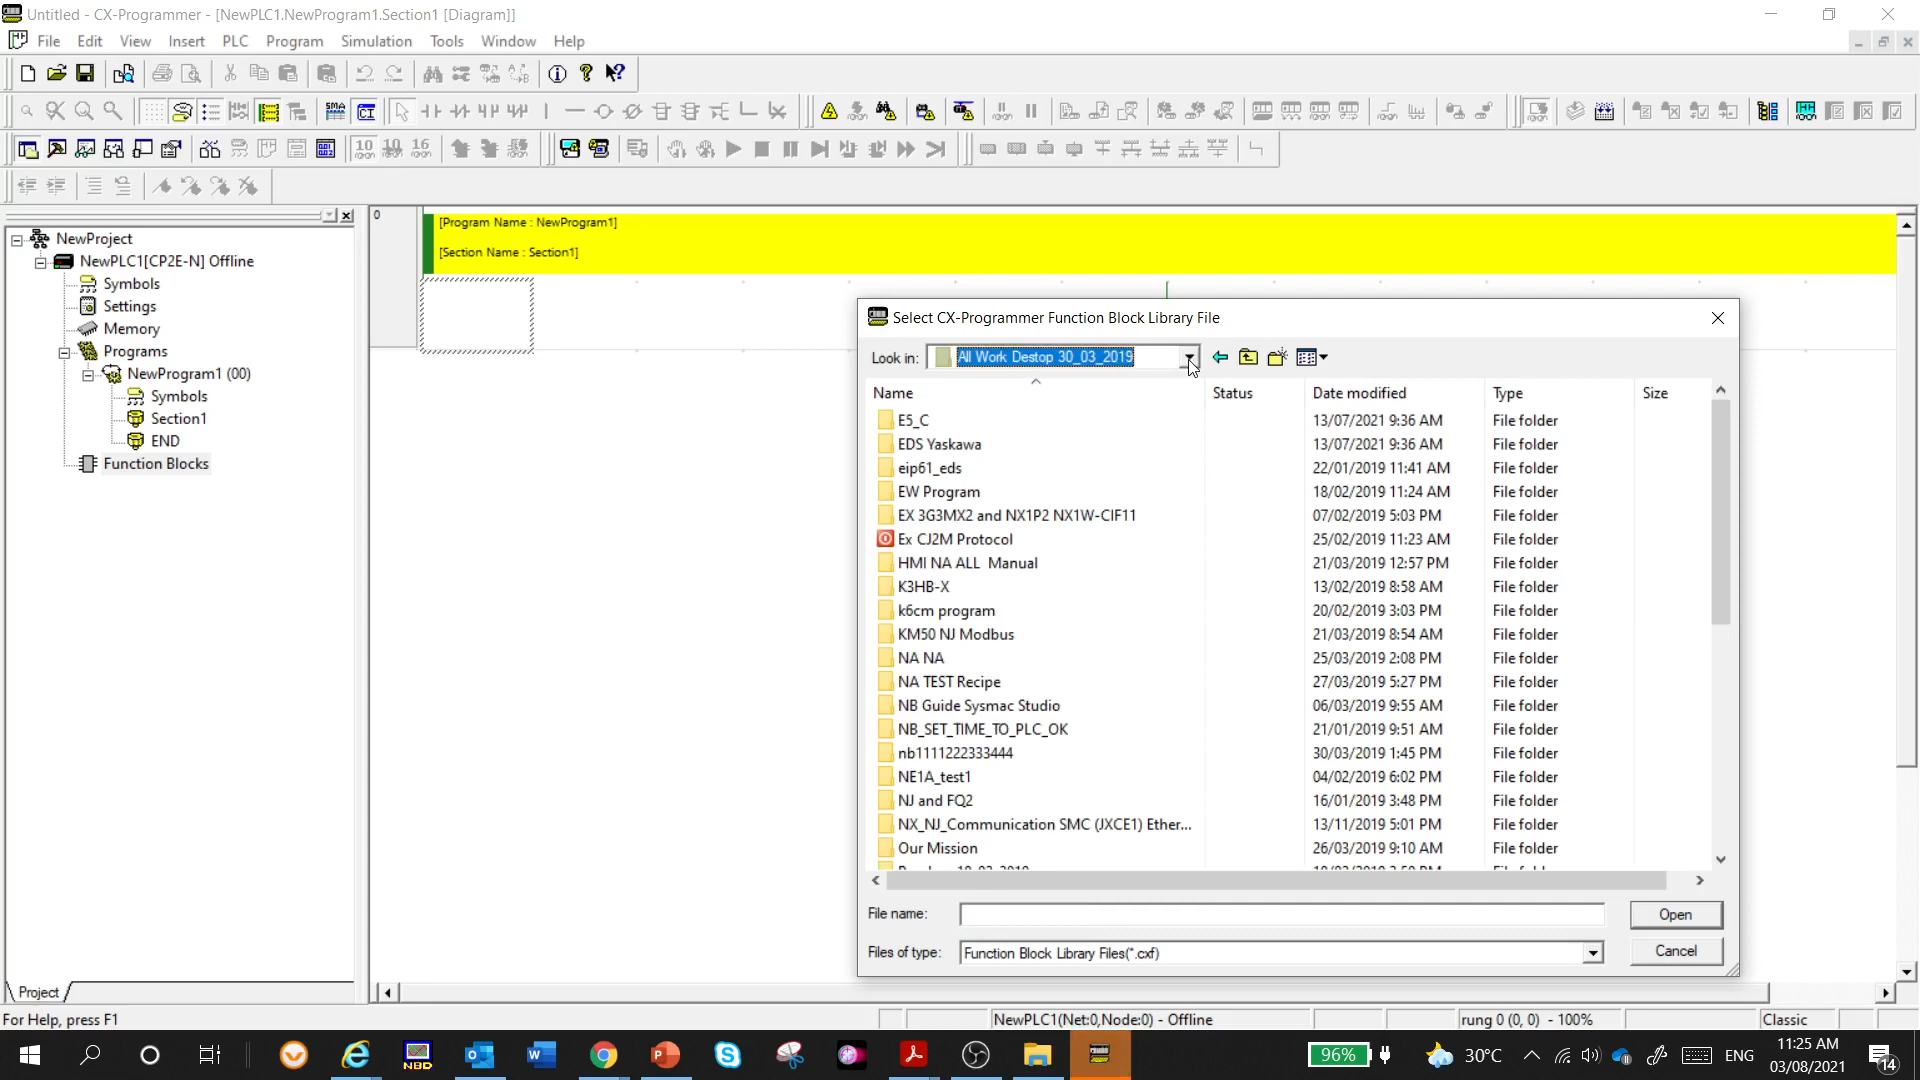 Untitled - CX-Programmer - [NewPLC1.NewProgram1.Section1 [Diagram]]
File Edit View Insert PLC Program Simulation Tools Window Help
SMA CI
10 10 16
NewProject
NewPLC1[CP2E-N] Offline
Symbols
Settings
Memory
Programs
NewProgram1 (00)
Symbols
Section1
END
Function Blocks
Project
0
[Program Name : NewProgram1]
[Section Name : Section1]
Select CX-Programmer Function Block Library File
Look in: All Work Destop 30_03_2019
Name Status Date modified Type Size
E5_C 13/07/2021 9:36 AM File folder
EDS Yaskawa 13/07/2021 9:36 AM File folder
eip61_eds 22/01/2019 11:41 AM File folder
EW Program 18/02/2019 11:24 AM File folder
EX 3G3MX2 and NX1P2 NX1W-CIF11 07/02/2019 5:03 PM File folder
Ex CJ2M Protocol 25/02/2019 11:23 AM File folder
HMI NA ALL Manual 21/03/2019 12:57 PM File folder
K3HB-X 13/02/2019 8:58 AM File folder
k6cm program 20/02/2019 3:03 PM File folder
KM50 NJ Modbus 21/03/2019 8:54 AM File folder
NA NA 25/03/2019 2:08 PM File folder
NA TEST Recipe 27/03/2019 5:27 PM File folder
NB Guide Sysmac Studio 06/03/2019 9:55 AM File folder
NB_SET_TIME_TO_PLC_OK 21/01/2019 9:51 AM File folder
nb1111222333444 30/03/2019 1:45 PM File folder
NE1A_test1 04/02/2019 6:02 PM File folder
NJ and FQ2 16/01/2019 3:48 PM File folder
NX_NJ_Communication SMC (JXCE1) Ether... 13/11/2019 5:01 PM File folder
Our Mission 26/03/2019 9:10 AM File folder
File name: Open
Files of type: Function Block Library Files(*.cxf) Cancel
For Help, press F1 NewPLC1(Net:0,Node:0) - Offline rung 0 (0, 0) - 100% Classic
NBD 96% 30°C ENG 11:25 AM
03/08/2021 14